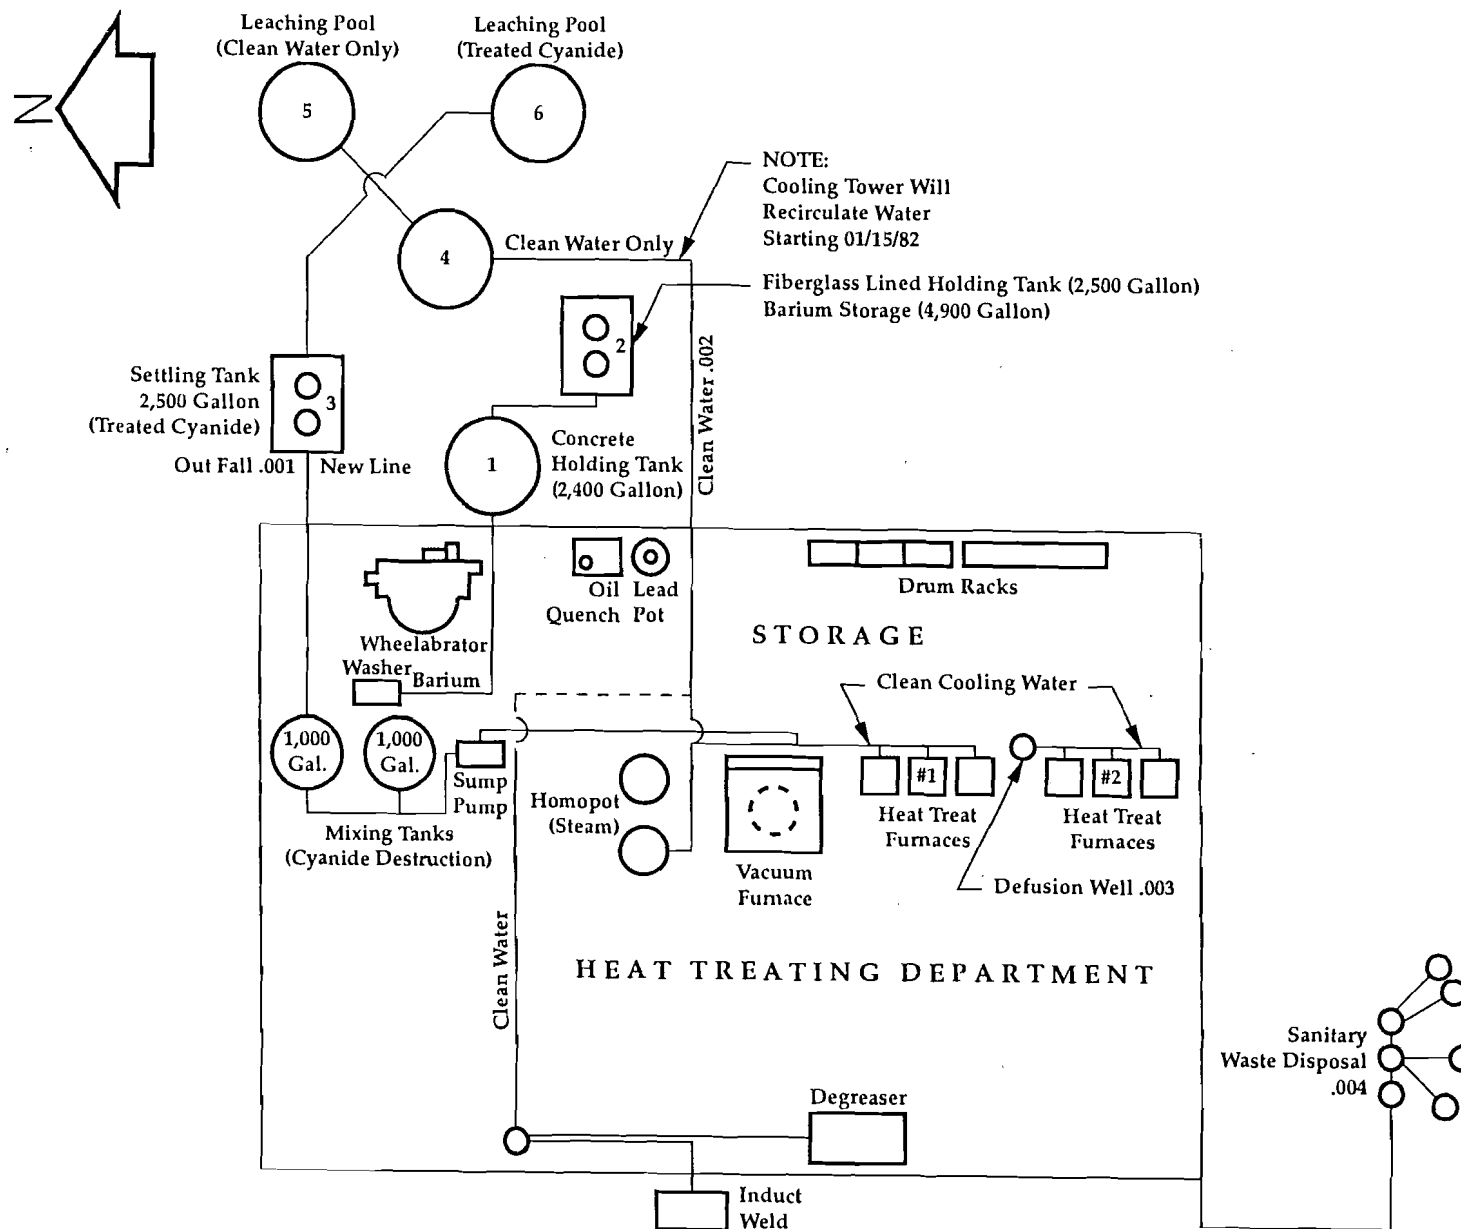 Leaching Pool
(Clean Water Only)
Leaching Pool
(Treated Cyanide)
N
5
6
NOTE:
Cooling Tower Will
Recirculate Water
Starting 01/15/82
4
Clean Water Only
Fiberglass Lined Holding Tank (2,500 Gallon)
Barium Storage (4,900 Gallon)
2
Clean Water .002
Settling Tank
2,500 Gallon
(Treated Cyanide)
3
Out Fall .001
New Line
1
Concrete
Holding Tank
(2,400 Gallon)
Oil
Quench
Lead
Pot
Drum Racks
STORAGE
Wheelabrator
Washer
Barium
Clean Cooling Water
1,000
Gal.
1,000
Gal.
Sump
Pump
Mixing Tanks
(Cyanide Destruction)
Homopot
(Steam)
Vacuum
Furnace
#1
Heat Treat
Furnaces
#2
Heat Treat
Furnaces
Defusion Well .003
Clean Water
HEAT TREATING DEPARTMENT
Sanitary
Waste Disposal
.004
Degreaser
Induct
Weld